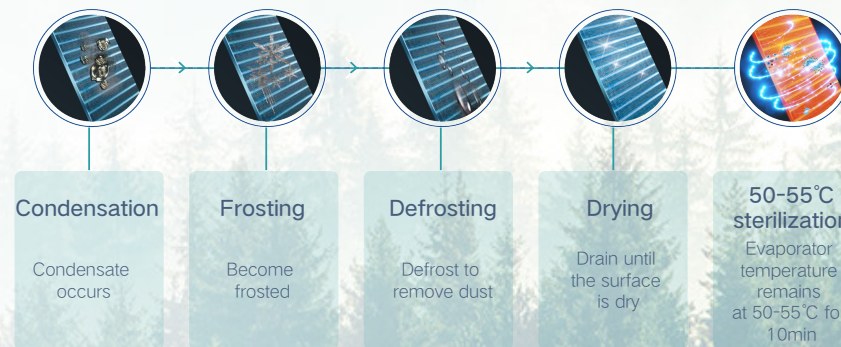 Condensation
Condensate
occurs
Frosting
Become
frosted
Defrosting
Defrost to
remove dust
Drying
Drain until
the surface
is dry
50-55°C
sterilization
Evaporator
temperature
remains
at 50-55°C fo
10min